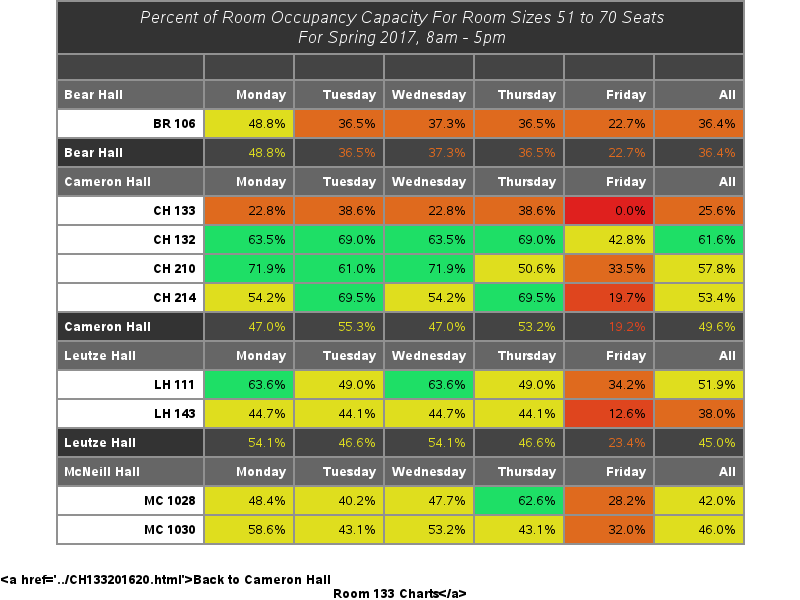 Percent of Room Occupancy Capacity For Room Sizes 51 to 70 Seats
For Spring 2017, 8am - 5pm
Bear Hall Monday Tuesday Wednesday Thursday Friday All
BR 106 48.8% 36.5% 37.3% 36.5% 22.7% 36.4%
Bear Hall 48.8% 36.5% 37.3% 36.5% 22.7% 36.4%
Cameron Hall Monday Tuesday Wednesday Thursday Friday All
CH 133 22.8% 38.6% 22.8% 38.6% 0.0% 25.6%
CH 132 63.5% 69.0% 63.5% 69.0% 42.8% 61.6%
CH 210 71.9% 61.0% 71.9% 50.6% 33.5% 57.8%
CH 214 54.2% 69.5% 54.2% 69.5% 19.7% 53.4%
Cameron Hall 47.0% 55.3% 47.0% 53.2% 19.2% 49.6%
Leutze Hall Monday Tuesday Wednesday Thursday Friday All
LH 111 63.6% 49.0% 63.6% 49.0% 34.2% 51.9%
LH 143 44.7% 44.1% 44.7% 44.1% 12.6% 38.0%
Leutze Hall 54.1% 46.6% 54.1% 46.6% 23.4% 45.0%
McNeill Hall Monday Tuesday Wednesday Thursday Friday All
MC 1028 48.4% 40.2% 47.7% 62.6% 28.2% 42.0%
MC 1030 58.6% 43.1% 53.2% 43.1% 32.0% 46.0%
<a href='../CH133201620.html'>Back to Cameron Hall
Room 133 Charts</a>